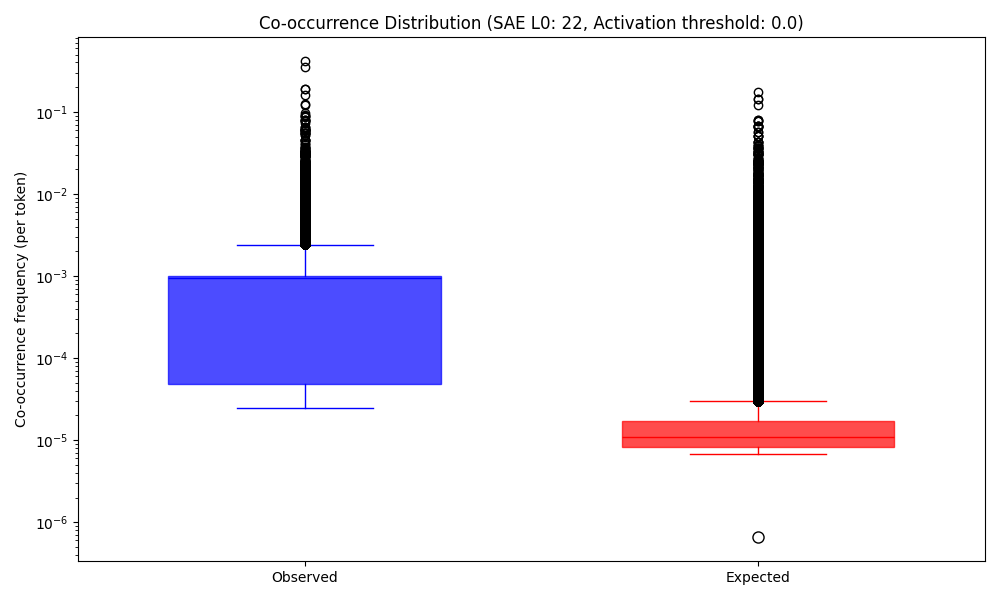 Co-occurrence Distribution (SAE L0: 22, Activation threshold: 0.0)
Co-occurrence frequency (per token)
10⁻¹
10⁻²
10⁻³
10⁻⁴
10⁻⁵
10⁻⁶
Observed
Expected